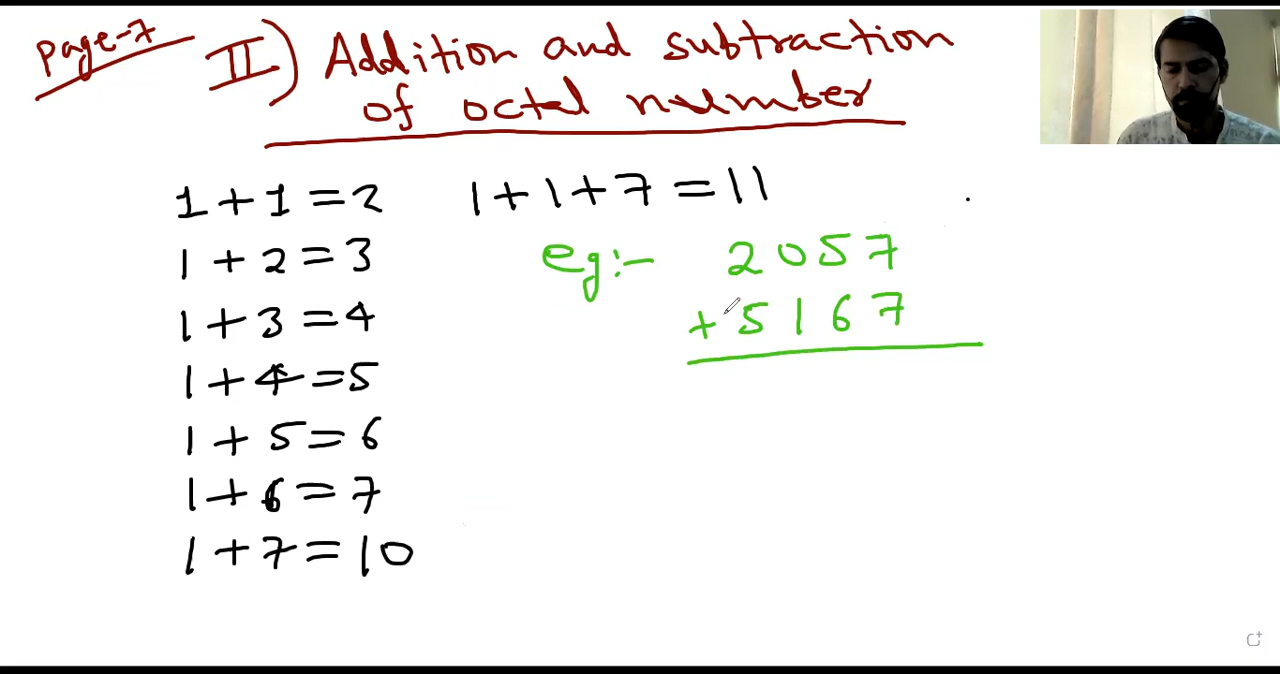 Page-7
II) Addition and subtraction
of octal number
1+1=2 1+1+7=11
1+2=3
1+3=4
1+4=5
1+5=6
1+6=7
1+7=10
eg:- 2057
+5167